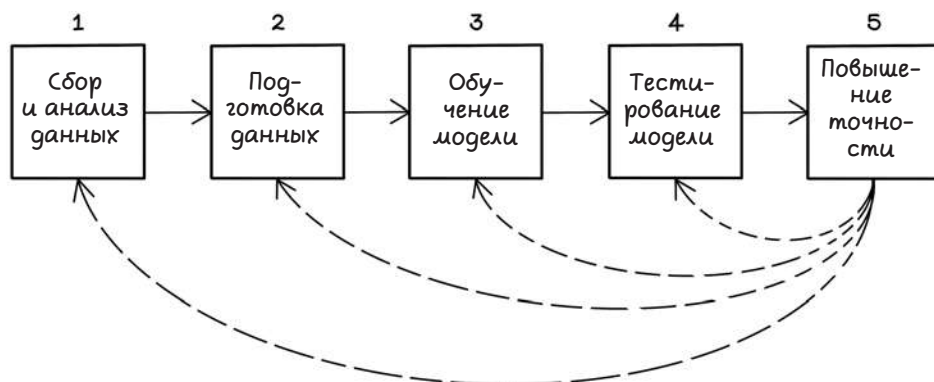 1
2
3
4
5
Сбор
и анализ
данных
Под-
готовка
данных
Обу-
чение
модели
Тести-
рование
модели
Повыше-
ние
точно-
сти